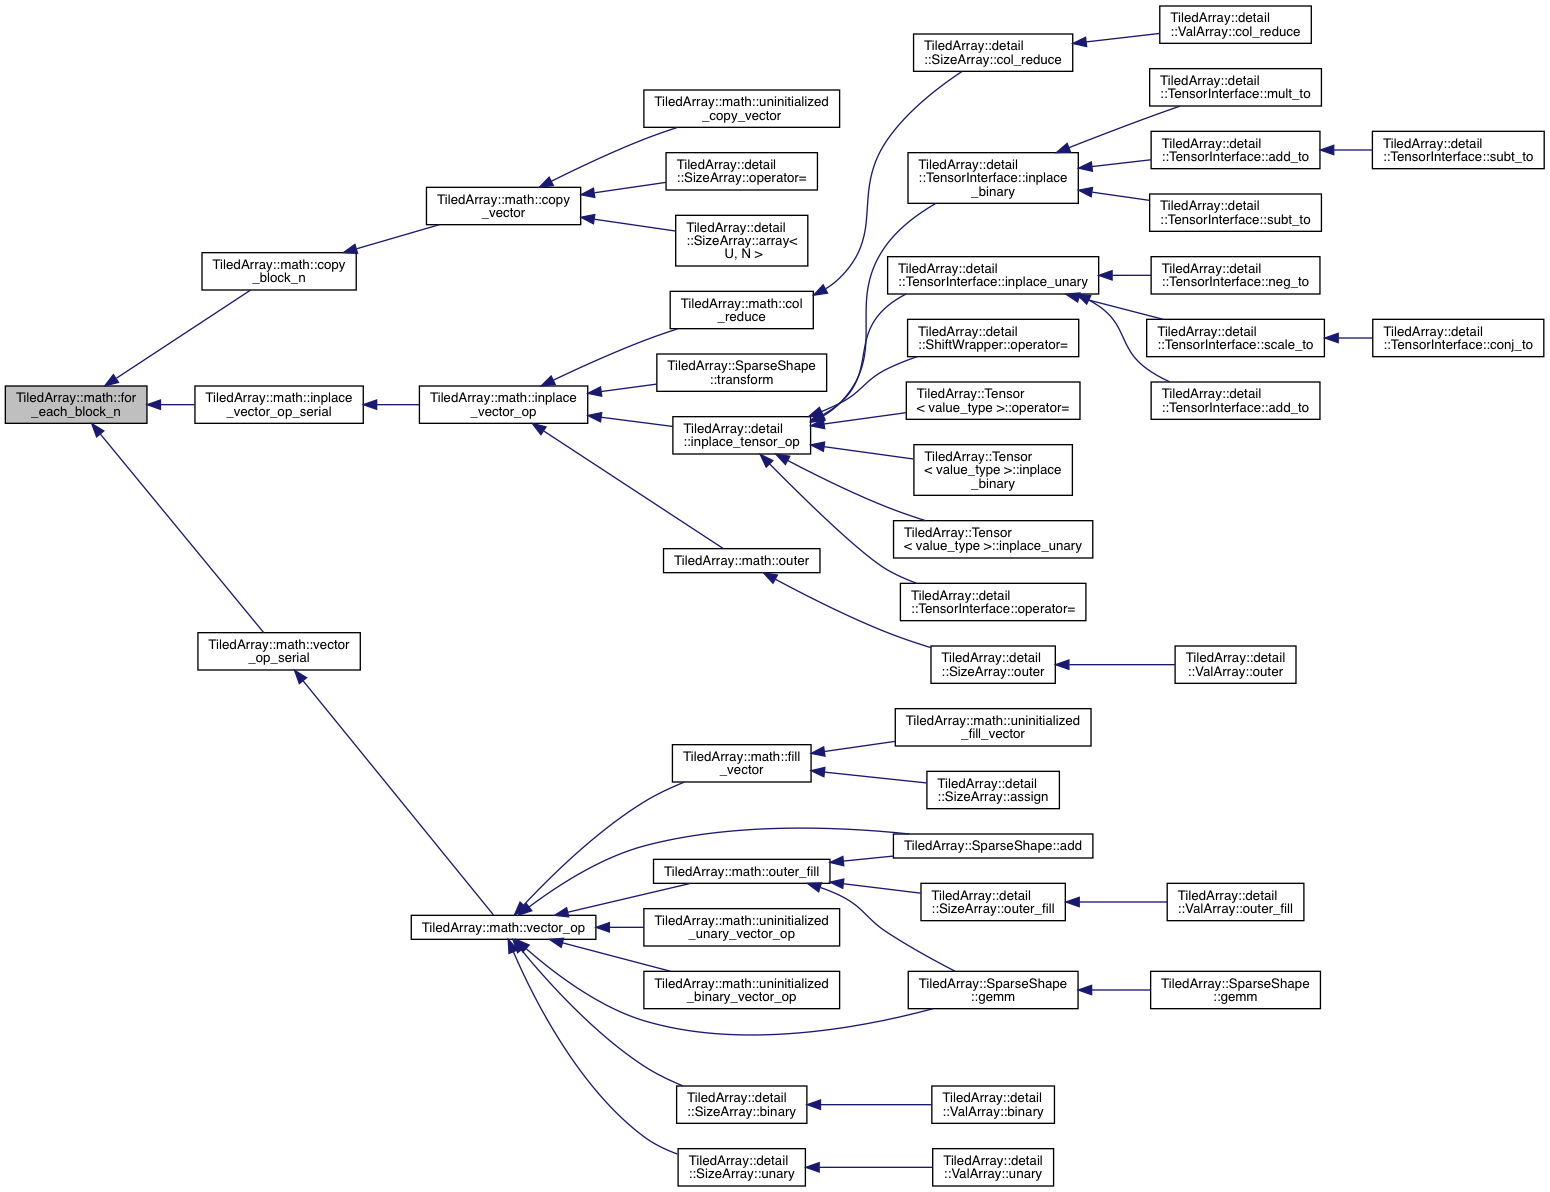 TiledArray::math::for
_each_block_n
TiledArray::math::copy
_block_n
TiledArray::math::inplace
_vector_op_serial
TiledArray::math::vector
_op_serial
TiledArray::math::copy
_vector
TiledArray::math::inplace
_vector_op
TiledArray::math::vector_op
TiledArray::math::uninitialized
_copy_vector
TiledArray::detail
::SizeArray::operator=
TiledArray::detail
::SizeArray::array<
U, N >
TiledArray::math::col
_reduce
TiledArray::SparseShape
::transform
TiledArray::detail
::inplace_tensor_op
TiledArray::math::outer
TiledArray::math::fill
_vector
TiledArray::math::outer_fill
TiledArray::math::uninitialized
_unary_vector_op
TiledArray::math::uninitialized
_binary_vector_op
TiledArray::detail
::SizeArray::binary
TiledArray::detail
::SizeArray::unary
TiledArray::detail
::SizeArray::col_reduce
TiledArray::detail
::TensorInterface::inplace
_binary
TiledArray::detail
::TensorInterface::inplace_unary
TiledArray::detail
::ShiftWrapper::operator=
TiledArray::Tensor
< value_type >::operator=
TiledArray::Tensor
< value_type >::inplace
_binary
TiledArray::Tensor
< value_type >::inplace_unary
TiledArray::detail
::TensorInterface::operator=
TiledArray::detail
::SizeArray::outer
TiledArray::math::uninitialized
_fill_vector
TiledArray::detail
::SizeArray::assign
TiledArray::SparseShape::add
TiledArray::detail
::SizeArray::outer_fill
TiledArray::SparseShape
::gemm
TiledArray::detail
::ValArray::binary
TiledArray::detail
::ValArray::unary
TiledArray::detail
::ValArray::col_reduce
TiledArray::detail
::TensorInterface::mult_to
TiledArray::detail
::TensorInterface::add_to
TiledArray::detail
::TensorInterface::subt_to
TiledArray::detail
::TensorInterface::neg_to
TiledArray::detail
::TensorInterface::scale_to
TiledArray::detail
::TensorInterface::add_to
TiledArray::detail
::ValArray::outer
TiledArray::detail
::ValArray::outer_fill
TiledArray::SparseShape
::gemm
TiledArray::detail
::TensorInterface::subt_to
TiledArray::detail
::TensorInterface::conj_to